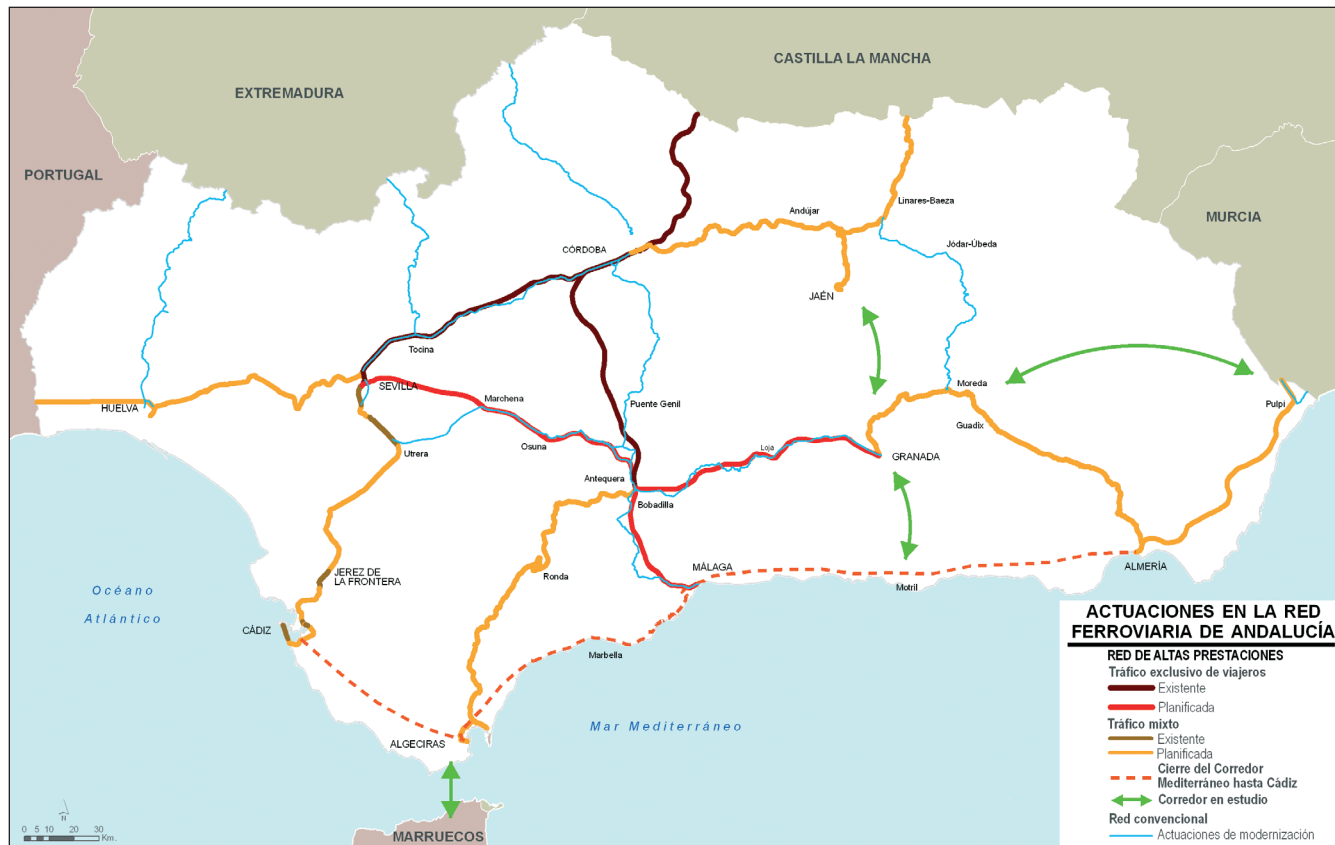 CASTILLA LA MANCHA
EXTREMADURA
PORTUGAL
MURCIA
Linares-Baeza
Andújar
Jódar-Úbeda
CÓRDOBA
JAÉN
Tocina
SEVILLA
Moreda
HUELVA
Marchena
Puente Genil
Pulpí
Guadix
Osuna
Utrera
Loja
GRANADA
Antequera
Bobadilla
MÁLAGA
ALMERÍA
JEREZ DE
LA FRONTERA
Ronda
Motril
Océano
Atlántico
CÁDIZ
Marbella
Mar Mediterráneo
ALGECIRAS
MARRUECOS
N
0 5 10 20 30
Km.
ACTUACIONES EN LA RED
FERROVIARIA DE ANDALUCÍA
RED DE ALTAS PRESTACIONES
Tráfico exclusivo de viajeros
Existente
Planificada
Tráfico mixto
Existente
Planificada
Cierre del Corredor
Mediterráneo hasta Cádiz
Corredor en estudio
Red convencional
Actuaciones de modernización